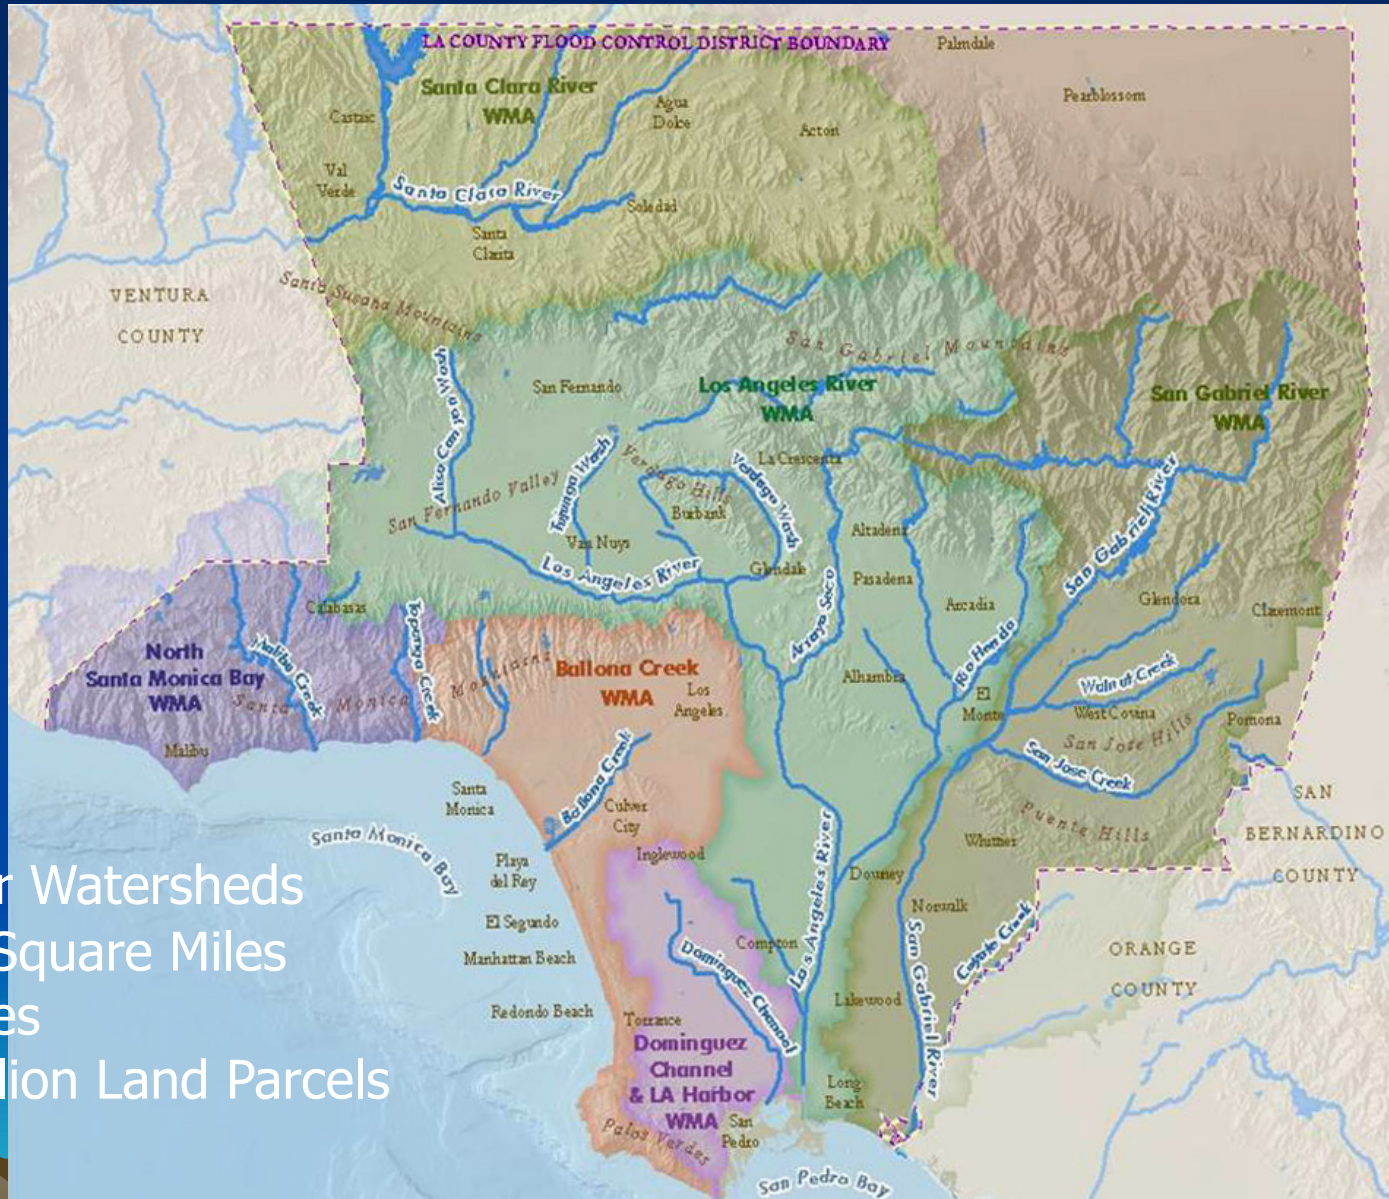 LA COUNTY FLOOD CONTROL DISTRICT BOUNDARY
Palmdale
Santa Clara River
WMA
Pearblossom
Agua
Dolce
Castaic
Acton
Val
Verde
Santa Clara River
Soledad
Santa
Clarita
VENTURA
COUNTY
Santa Susana Mountains
San Gabriel Mountains
Aliso Canyon Wash
San Fernando
Los Angeles River
WMA
San Gabriel River
WMA
La Crescenta
Tujunga Wash
Verdugo Hills
Verdugo Wash
San Fernando Valley
Burbank
San Gabriel River
Van Nuys
Altadena
Los Angeles River
Glendale
Pasadena
Arroyo Seco
Arcadia
Glendora
Claremont
Calabasas
Topanga Creek
Rio Hondo
North
Santa Monica Bay
WMA
Malibu Creek
Santa Monica Mountains
Ballona Creek
WMA
Los
Angeles
Alhambra
El
Monte
Walnut Creek
West Covina
Pomona
San Jose Hills
San Jose Creek
Malibu
Ballona Creek
Santa
Monica
Culver
City
Puente Hills
SAN
BERNARDINO
COUNTY
Santa Monica Bay
Inglewood
Whittier
Playa
del Rey
Downey
Los Angeles River
r Watersheds
Norwalk
El Segundo
Compton
Coyote Creek
Square Miles
Manhattan Beach
Dominguez Channel
San Gabriel River
ORANGE
COUNTY
Lakewood
es
Redondo Beach
Torrance
Dominguez
Channel
& LA Harbor
WMA
lion Land Parcels
Long
Beach
San
Pedro
Palos Verdes
San Pedro Bay